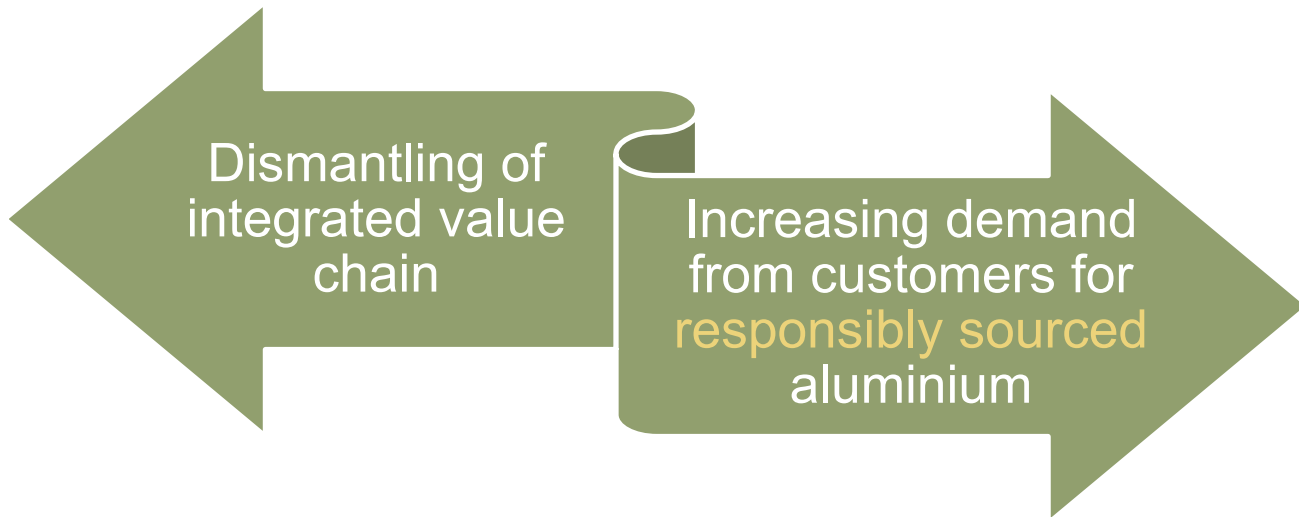 Dismantling of
integrated value
chain
Increasing demand
from customers for
responsibly sourced
aluminium